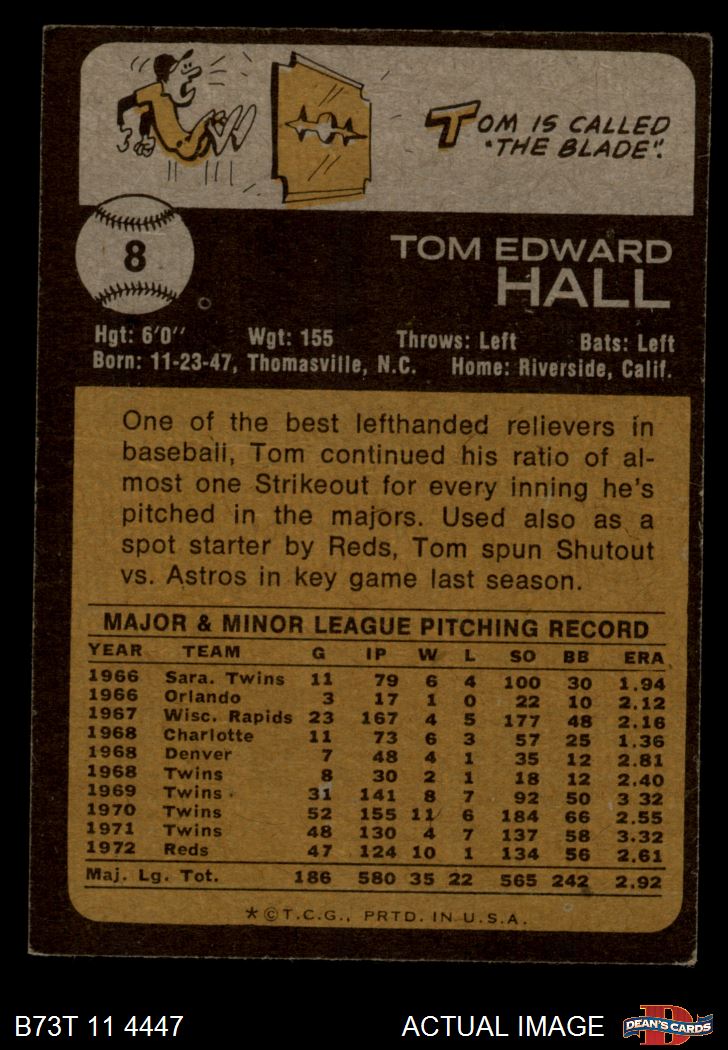 TOM IS CALLED
"THE BLADE".
8
TOM EDWARD
HALL
Hgt: 6'0" Wgt: 155 Throws: Left Bats: Left
Born: 11-23-47, Thomasville, N.C. Home: Riverside, Calif.
One of the best lefthanded relievers in
baseball, Tom continued his ratio of al-
most one Strikeout for every inning he's
pitched in the majors. Used also as a
spot starter by Reds, Tom spun Shutout
vs. Astros in key game last season.
MAJOR & MINOR LEAGUE PITCHING RECORD
YEAR TEAM G IP W L SO BB ERA
1966 Sara. Twins 11 79 6 4 100 30 1.94
1966 Orlando 3 17 1 0 22 10 2.12
1967 Wisc. Rapids 23 167 4 5 177 48 2.16
1968 Charlotte 11 73 6 3 57 25 1.36
1968 Denver 7 48 4 1 35 12 2.81
1968 Twins 8 30 2 1 18 12 2.40
1969 Twins 31 141 8 7 92 50 3 32
1970 Twins 52 155 11 6 184 66 2.55
1971 Twins 48 130 4 7 137 58 3.32
1972 Reds 47 124 10 1 134 56 2.61
Maj. Lg. Tot. 186 580 35 22 565 242 2.92
*©T.C.G., PRTD. IN U.S.A.
B73T 11 4447 ACTUAL IMAGE DEAN'S CARDS